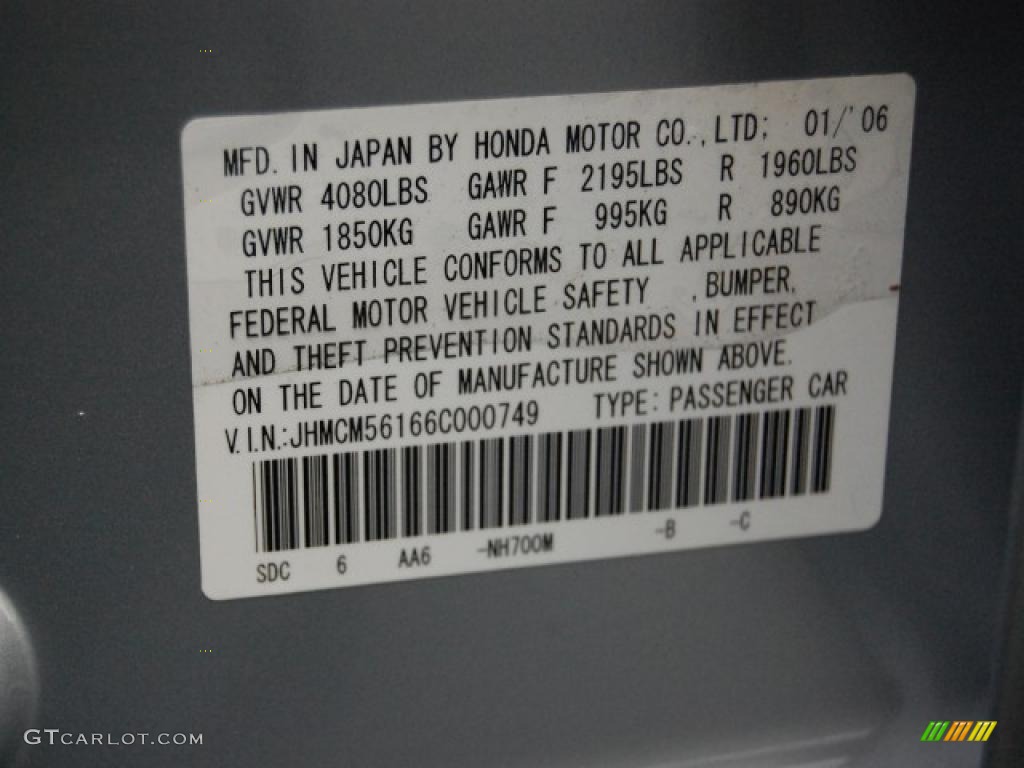 MFD. IN JAPAN BY HONDA MOTOR CO.,LTD; 01/'06
GVWR 4080LBS GAWR F 2195LBS R 1960LBS
GVWR 1850KG GAWR F 995KG R 890KG
THIS VEHICLE CONFORMS TO ALL APPLICABLE
FEDERAL MOTOR VEHICLE SAFETY ,BUMPER,
AND THEFT PREVENTION STANDARDS IN EFFECT
ON THE DATE OF MANUFACTURE SHOWN ABOVE.
V.I.N.:JHMCM56166C000749 TYPE:PASSENGER CAR
SDC 6 AA6 -NH700M -B -C
GTCARLOT.COM